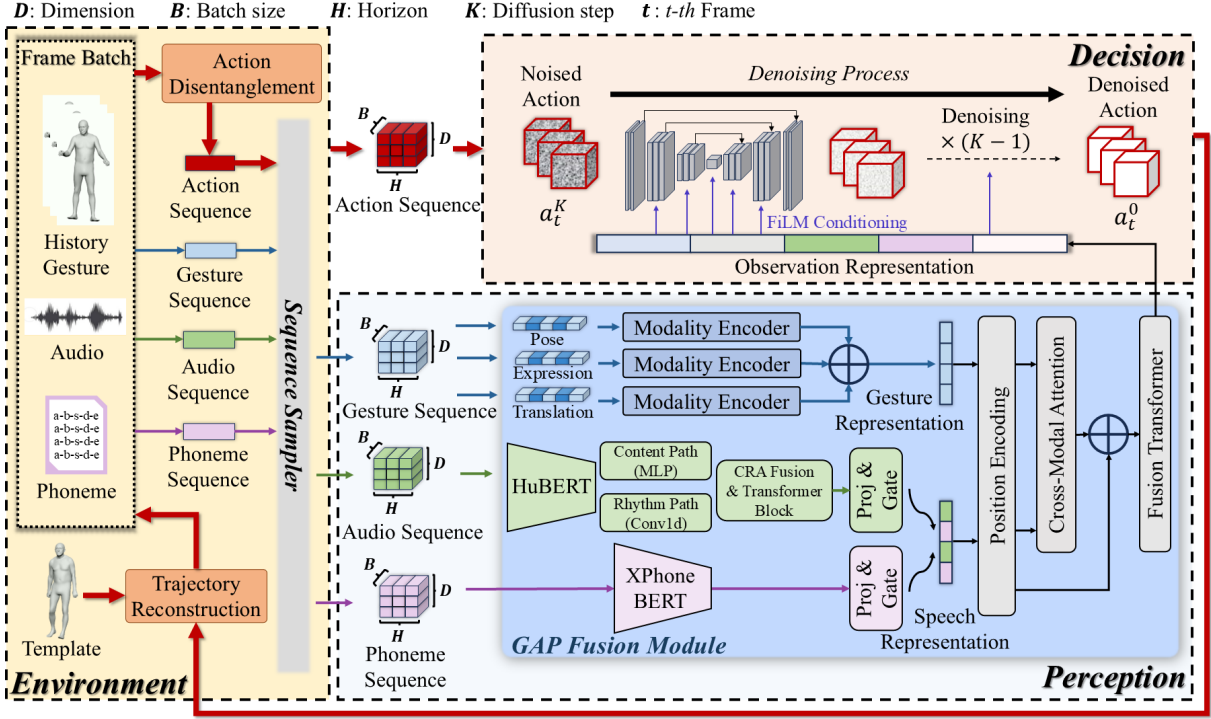 D: Dimension B: Batch size H: Horizon K: Diffusion step t : t-th Frame
Frame Batch
Action
Disentanglement
History
Gesture
Audio
a-b-s-d-e
a-b-s-d-e
a-b-s-d-e
a-b-s-d-e
Phoneme
Action
Sequence
Gesture
Sequence
Audio
Sequence
Phoneme
Sequence
Sequence Sampler
Template
Trajectory
Reconstruction
Environment
B
D
H
Action Sequence
Decision
Noised
Action
Denoising Process
Denoised
Action
Denoising
× (K − 1)
a_t^K
a_t^0
FiLM Conditioning
Observation Representation
B
D
H
Gesture Sequence
B
D
H
Audio Sequence
B
D
H
Phoneme
Sequence
Pose
Expression
Translation
Modality Encoder
Modality Encoder
Modality Encoder
Gesture
Representation
HuBERT
Content Path
(MLP)
Rhythm Path
(Conv1d)
CRA Fusion
& Transformer
Block
Proj &
Gate
XPhone
BERT
Proj &
Gate
Speech
Representation
Position Encoding
Cross-Modal Attention
Fusion Transformer
GAP Fusion Module
Perception